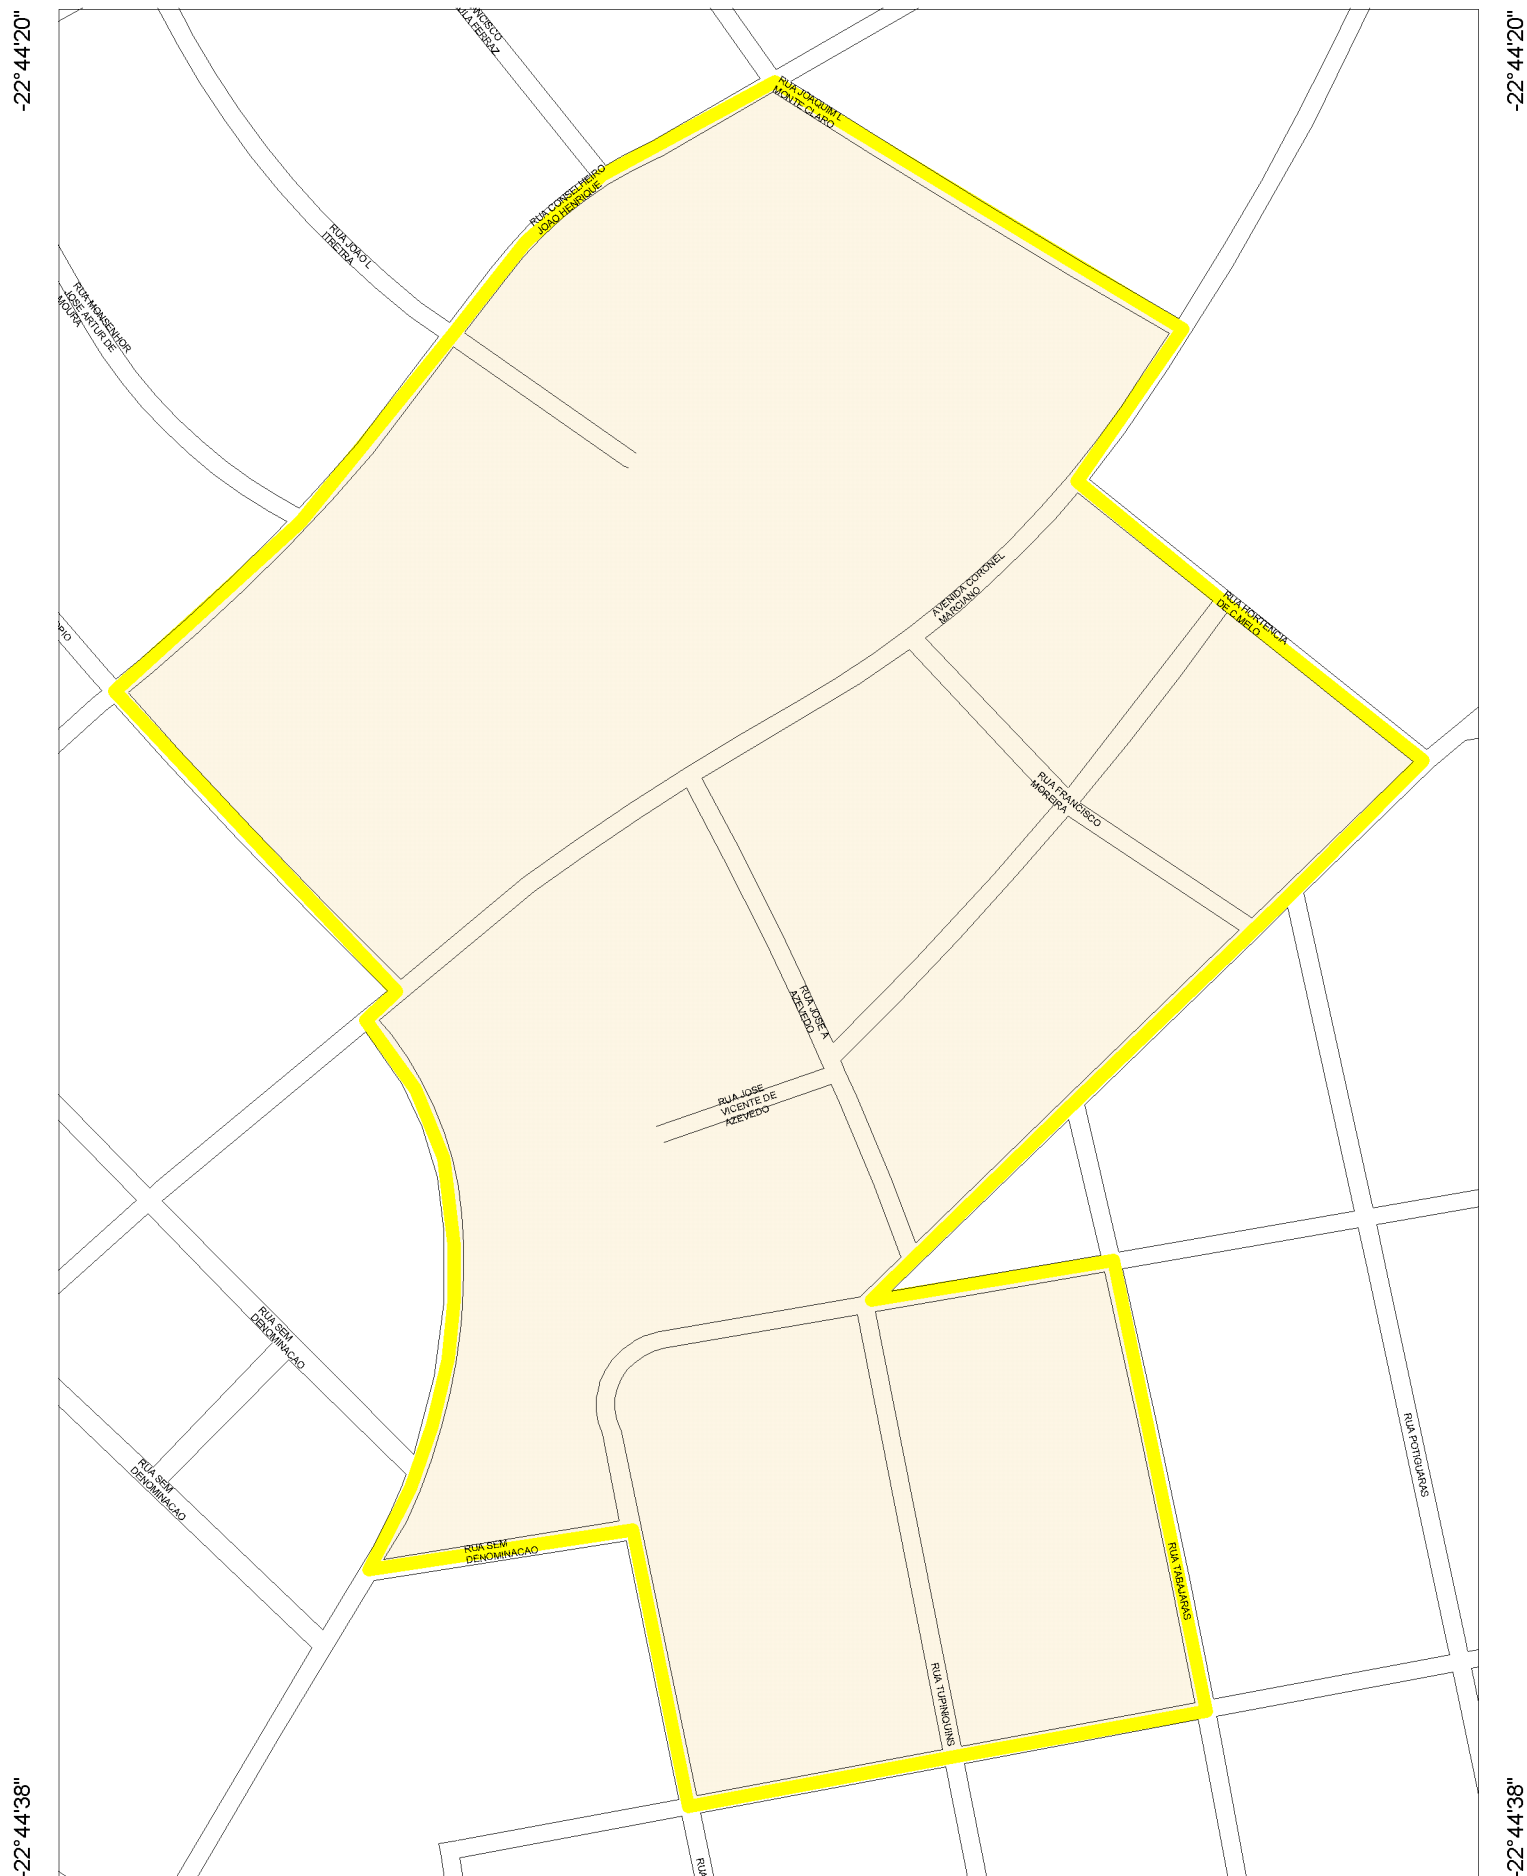 -22°44'20"
-22°44'20"
ULA FERRAZ
RUA JOAQUIM L
MONTE CLARO
RUA CONSELHEIRO
JOAO HENRIQUE
RUA JOAO L
ITRETRA
RUA MONSENHOR
JOSE ARTUR DE
MOURA
AVENIDA CORONEL
MARCIANO
RUA HORTENCIA
DE C.MELO
RUA FRANCISCO
MOREIRA
RUA JOSE A
AZEVEDO
RUA JOSE
VICENTE DE
AZEVEDO
RUA SEM
DENOMINACAO
RUA SEM
DENOMINACAO
RUA POTIGUARAS
RUA SEM
DENOMINACAO
RUA TABAJARAS
RUA TUPINIQUINS
RUA
-22°44'38"
-22°44'38"